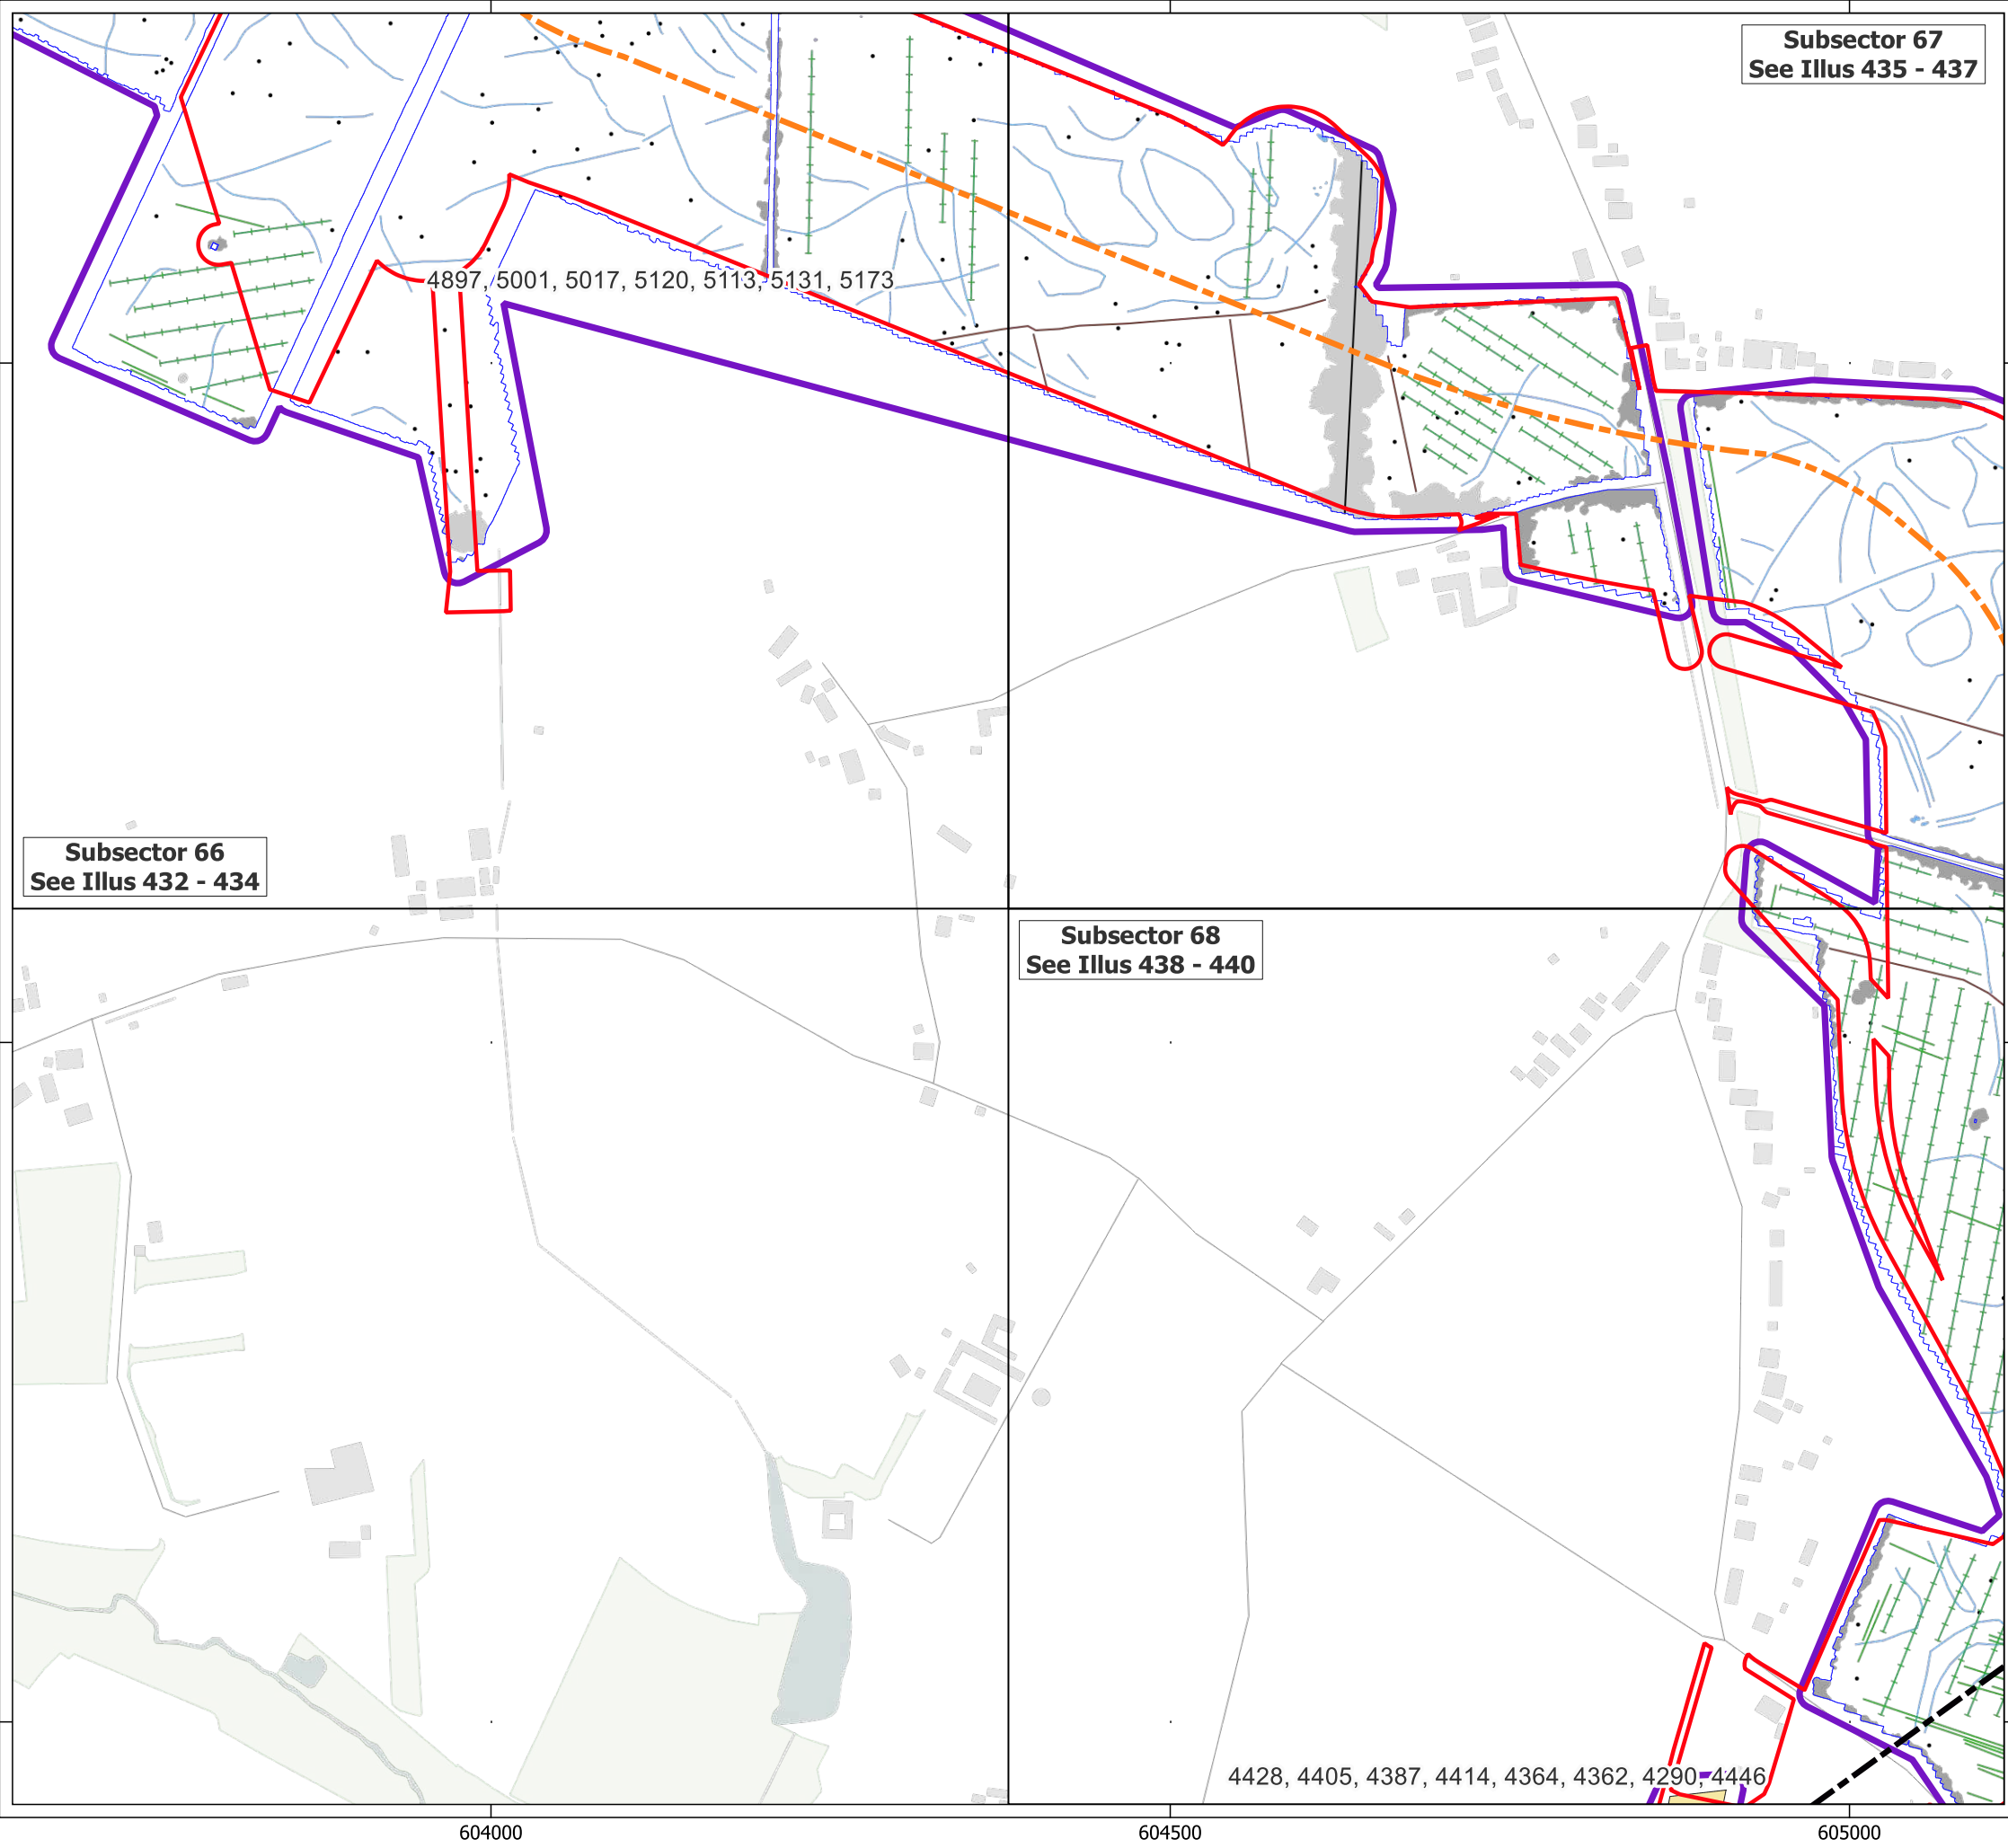 Subsector 67
See Illus 435 - 437
4897, 5001, 5017, 5120, 5113, 5131, 5173
Subsector 66
See Illus 432 - 434
Subsector 68
See Illus 438 - 440
4428, 4405, 4387, 4414, 4364, 4362, 4290, 4446
604000
604500
605000